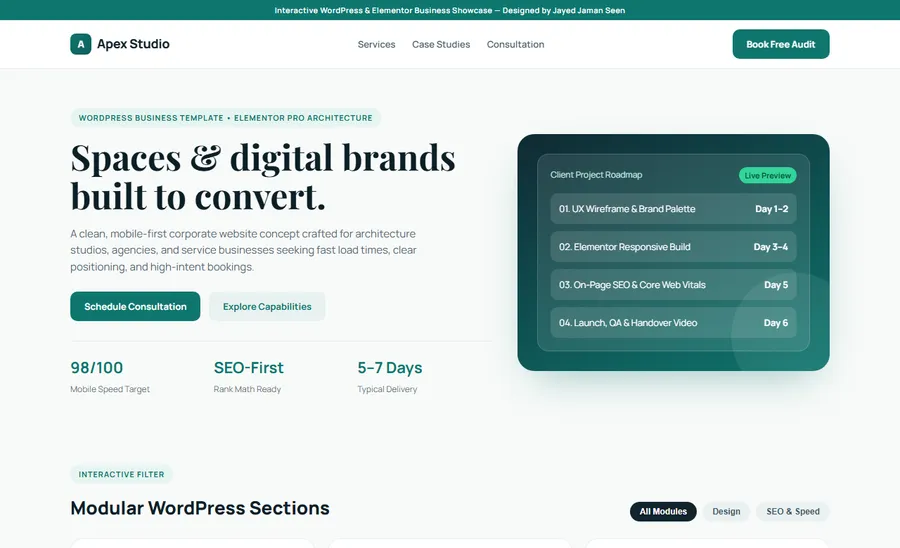 Interactive WordPress & Elementor Business Showcase — Designed by Jayed Jaman Seen
A Apex Studio
Services Case Studies Consultation
Book Free Audit
WORDPRESS BUSINESS TEMPLATE • ELEMENTOR PRO ARCHITECTURE
Spaces & digital brands
built to convert.
A clean, mobile-first corporate website concept crafted for architecture
studios, agencies, and service businesses seeking fast load times, clear
positioning, and high-intent bookings.
Schedule Consultation Explore Capabilities
98/100 SEO-First 5–7 Days
Mobile Speed Target Rank Math Ready Typical Delivery
Client Project Roadmap Live Preview
01. UX Wireframe & Brand Palette Day 1–2
02. Elementor Responsive Build Day 3–4
03. On-Page SEO & Core Web Vitals Day 5
04. Launch, QA & Handover Video Day 6
INTERACTIVE FILTER
Modular WordPress Sections
All Modules Design SEO & Speed